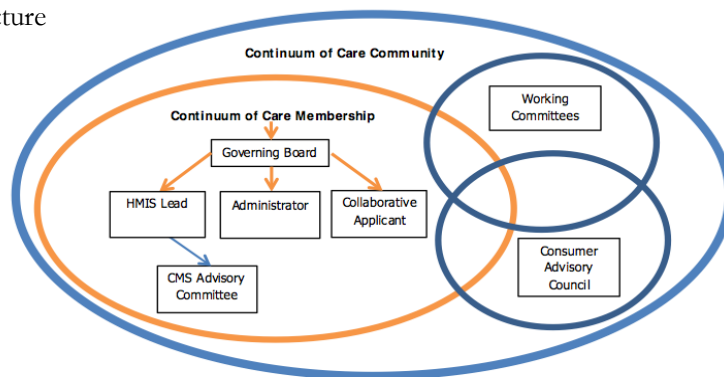 cture
Continuum of Care Community
Working
Committees
Continuum of Care Membership
Governing Board
HMIS Lead
Administrator
Collaborative
Applicant
CMS Advisory
Committee
Consumer
Advisory
Council